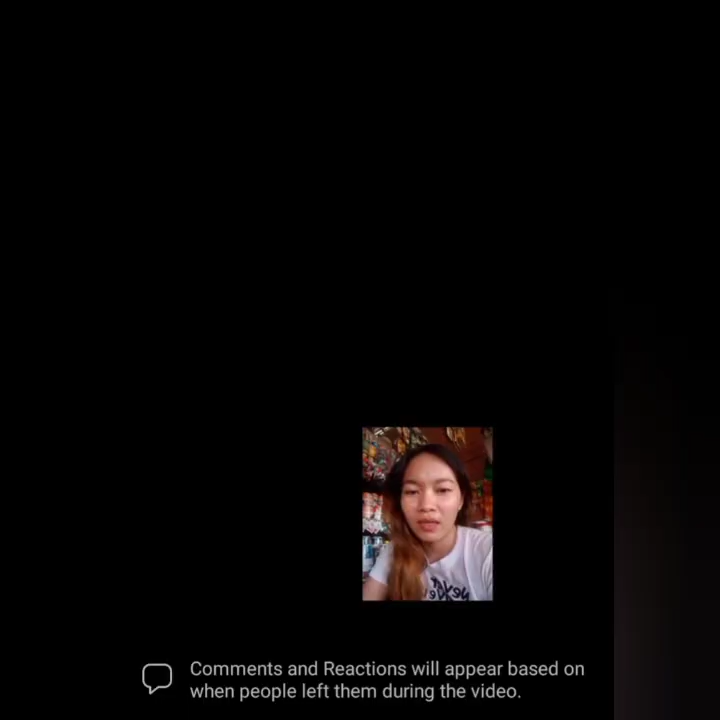 Comments and Reactions will appear based on
when people left them during the video.